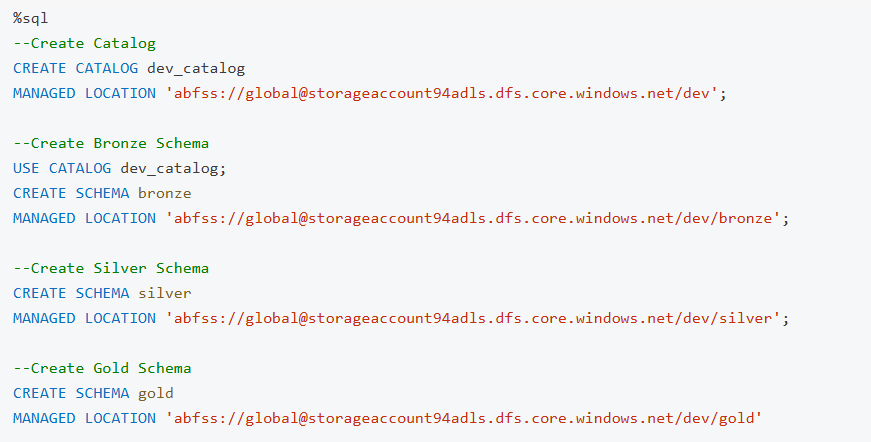 %sql
--Create Catalog
CREATE CATALOG dev_catalog
MANAGED LOCATION 'abfss://global@storageaccount94adls.dfs.core.windows.net/dev';
--Create Bronze Schema
USE CATALOG dev_catalog;
CREATE SCHEMA bronze
MANAGED LOCATION 'abfss://global@storageaccount94adls.dfs.core.windows.net/dev/bronze';
--Create Silver Schema
CREATE SCHEMA silver
MANAGED LOCATION 'abfss://global@storageaccount94adls.dfs.core.windows.net/dev/silver';
--Create Gold Schema
CREATE SCHEMA gold
MANAGED LOCATION 'abfss://global@storageaccount94adls.dfs.core.windows.net/dev/gold'